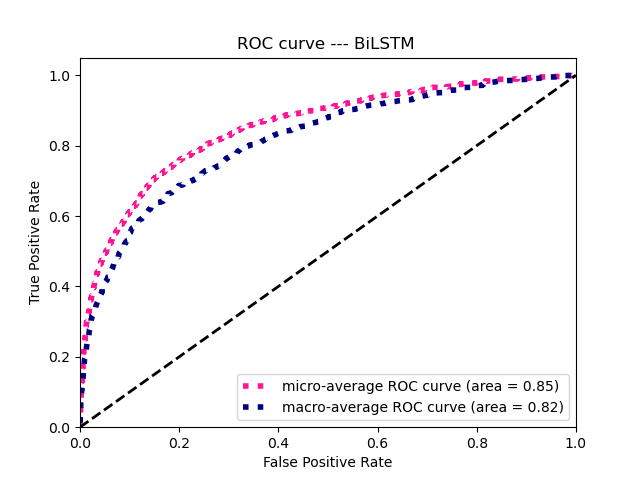 ROC curve --- BiLSTM
1.0
0.8
0.6
0.4
0.2
0.0
True Positive Rate
micro-average ROC curve (area = 0.85)
macro-average ROC curve (area = 0.82)
0.0 0.2 0.4 0.6 0.8 1.0
False Positive Rate